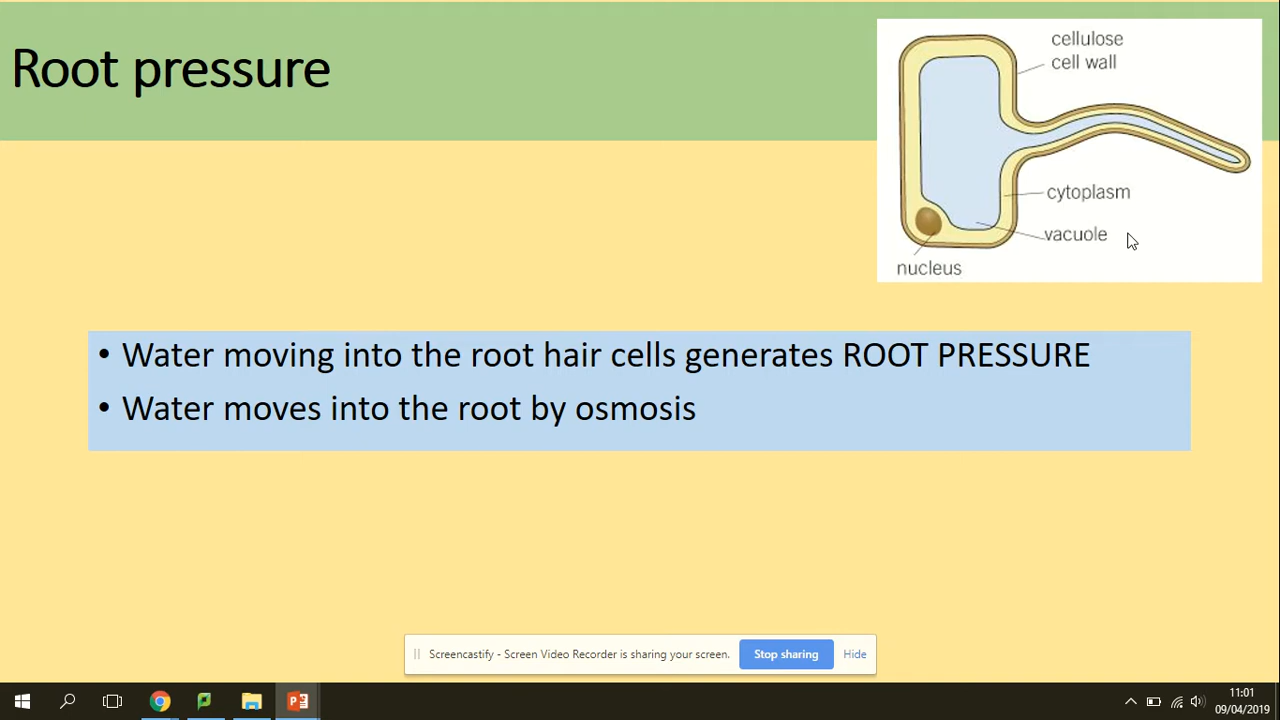 Root pressure
cellulose
cell wall
cytoplasm
vacuole
nucleus
• Water moving into the root hair cells generates ROOT PRESSURE
• Water moves into the root by osmosis
Screencastify - Screen Video Recorder is sharing your screen.
Stop sharing
Hide
11:01
09/04/2019